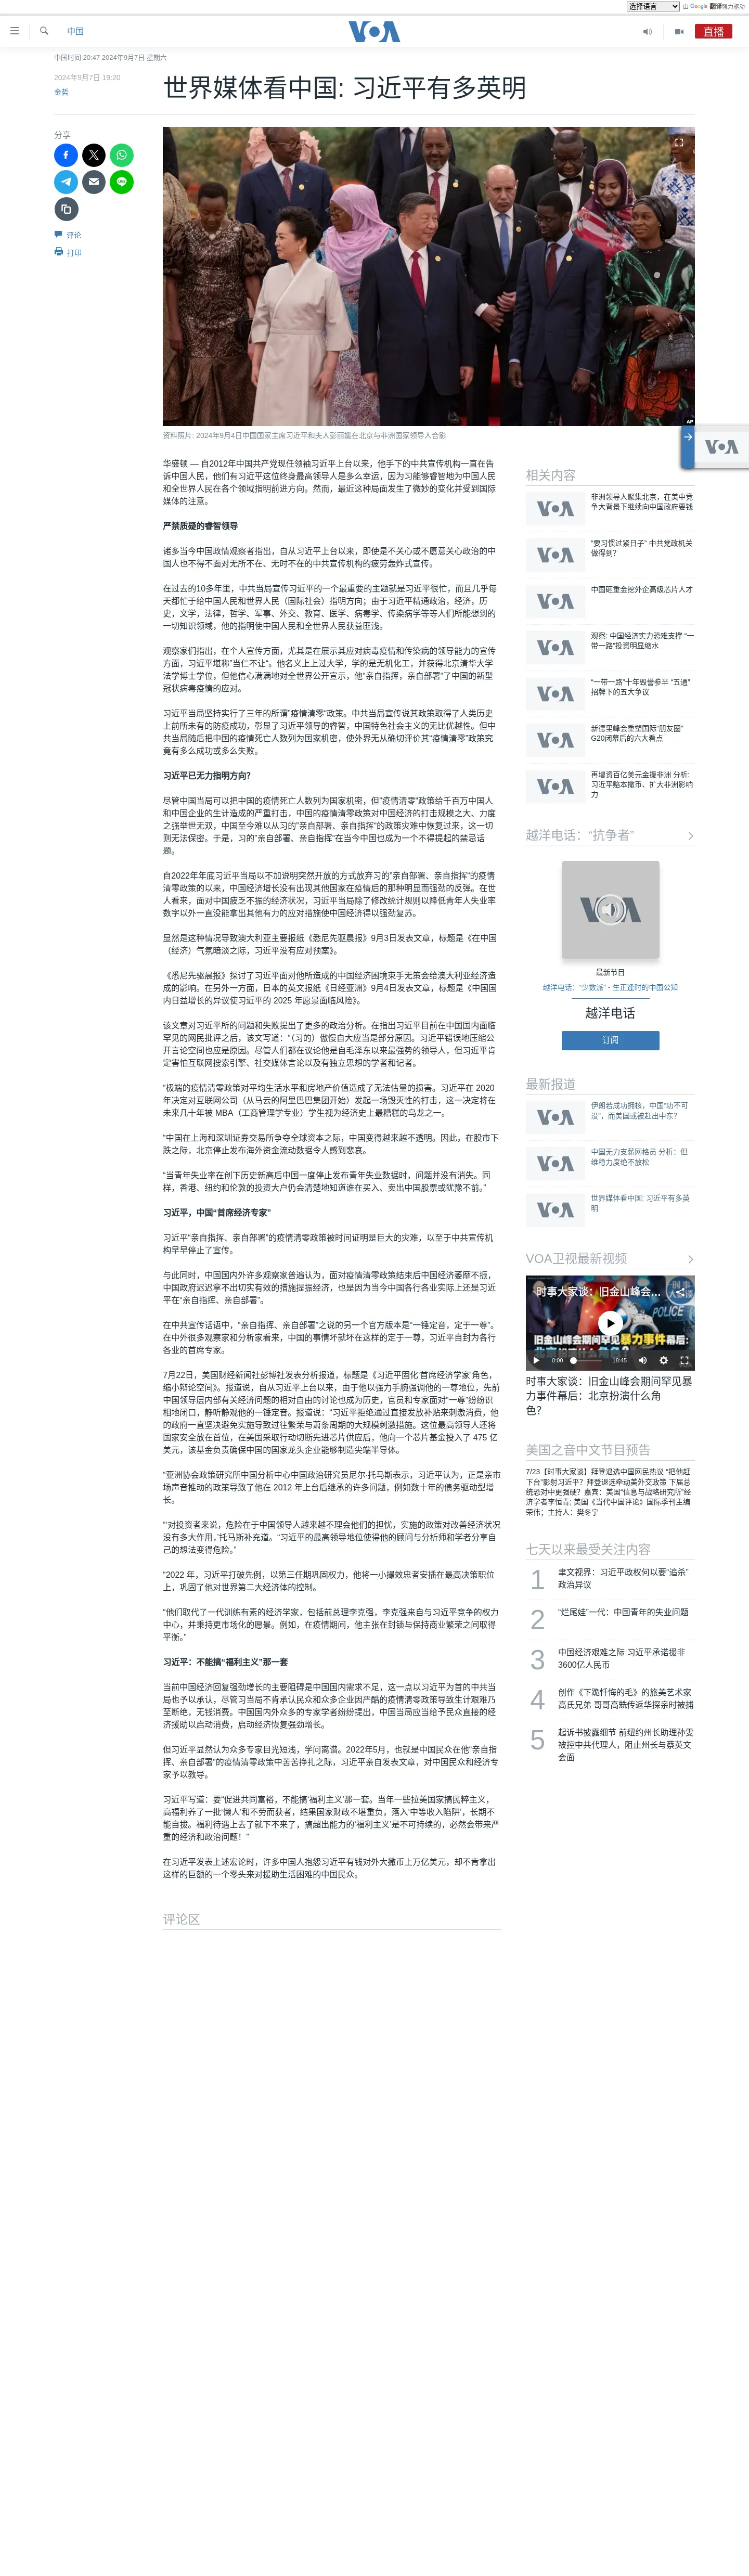 选择语言 由 Google 翻译强力驱动
中国
VOA
直播
中国时间 20:47 2024年9月7日 星期六
2024年9月7日 19:20
金哲
世界媒体看中国: 习近平有多英明
分享
评论
打印
AP
资料照片: 2024年9月4日中国国家主席习近平和夫人彭丽媛在北京与非洲国家领导人合影
华盛顿 — 自2012年中国共产党现任领袖习近平上台以来，他手下的中共宣传机构一直在告
诉中国人民，他们有习近平这位终身最高领导人是多么幸运，因为习能够睿智地为中国人民
和全世界人民在各个领域指明前进方向。然而，最近这种局面发生了微妙的变化并受到国际
媒体的注意。
严禁质疑的睿智领导
诸多当今中国政情观察者指出，自从习近平上台以来，即使是不关心或不愿意关心政治的中
国人也不得不面对无所不在、无时不在的中共宣传机构的疲劳轰炸式宣传。
在过去的10多年里，中共当局宣传习近平的一个最重要的主题就是习近平很忙，而且几乎每
天都忙于给中国人民和世界人民（国际社会）指明方向；由于习近平精通政治，经济，历
史，文学，法律，哲学、军事、外交、教育、医学、病毒学、传染病学等等人们所能想到的
一切知识领域，他的指明使中国人民和全世界人民获益匪浅。
观察家们指出，在个人宣传方面，尤其是在展示其应对病毒疫情和传染病的领导能力的宣传
方面，习近平堪称”当仁不让“。他名义上上过大学，学的是无机化工，并获得北京清华大学
法学博士学位，但他信心满满地对全世界公开宣示，他”亲自指挥，亲自部署“了中国的新型
冠状病毒疫情的应对。
习近平当局坚持实行了三年的所谓”疫情清零“政策。中共当局宣传说其政策取得了人类历史
上前所未有的防疫成功，彰显了习近平领导的睿智，中国特色社会主义的无比优越性。但中
共当局随后把中国的疫情死亡人数列为国家机密，使外界无从确切评价其“疫情清零”政策究
竟有多么成功或多么失败。
习近平已无力指明方向?
尽管中国当局可以把中国的疫情死亡人数列为国家机密，但”疫情清零“政策给千百万中国人
和中国企业的生计造成的严重打击，中国的疫情清零政策对中国经济的打击规模之大、力度
之强举世无双，中国至今难以从习的”亲自部署、亲自指挥“的政策灾难中恢复过来，这一切
则无法保密。于是，习的”亲自部署、亲自指挥“在当今中国也成为一个不得提起的禁忌话
题。
自2022年年底习近平当局以不加说明突然开放的方式放弃习的”亲自部署、亲自指挥“的疫情
清零政策的以来，中国经济增长没有出现其他国家在疫情后的那种明显而强劲的反弹。在世
人看来，面对中国疲乏不振的经济状况，习近平当局除了修改统计规则以降低青年人失业率
数字以外一直没能拿出其他有力的应对措施使中国经济得以强劲复苏。
显然是这种情况导致澳大利亚主要报纸《悉尼先驱晨报》9月3日发表文章，标题是《在中国
（经济）气氛暗淡之际，习近平没有应对预案》。
《悉尼先驱晨报》探讨了习近平面对他所造成的中国经济困境束手无策会给澳大利亚经济造
成的影响。在另外一方面，日本的英文报纸《日经亚洲》9月4日发表文章，标题是《中国国
内日益增长的异议使习近平的 2025 年愿景面临风险》。
该文章对习近平所的问题和失败提出了更多的政治分析。在指出习近平目前在中国国内面临
罕见的网民批评之后，该文写道：“（习的）傲慢自大应当是部分原因。习近平错误地压缩公
开言论空间也应是原因。尽管人们都在议论他是自毛泽东以来最强势的领导人，但习近平肯
定害怕互联网搜索引擎、社交媒体言论以及有独立思想的学者和记者。
“极端的疫情清零政策对平均生活水平和房地产价值造成了无法估量的损害。习近平在 2020
年决定对互联网公司（从马云的阿里巴巴集团开始）发起一场毁灭性的打击，这一决定将在
未来几十年被 MBA（工商管理学专业）学生视为经济史上最糟糕的乌龙之一。
“中国在上海和深圳证券交易所争夺全球资本之际，中国变得越来越不透明。因此，在股市下
跌之际，北京停止发布海外资金流动数据令人感到悲哀。
“当青年失业率在创下历史新高后中国一度停止发布青年失业数据时，问题并没有消失。同
样，香港、纽约和伦敦的投资大户仍会清楚地知道谁在买入、卖出中国股票或犹豫不前。”
习近平，中国“首席经济专家”
习近平“亲自指挥、亲自部署”的疫情清零政策被时间证明是巨大的灾难，以至于中共宣传机
构早早停止了宣传。
与此同时，中国国内外许多观察家普遍认为，面对疫情清零政策结束后中国经济萎靡不振，
中国政府迟迟拿不出切实有效的措施提振经济，也是因为当今中国各行各业实际上还是习近
平在“亲自指挥、亲自部署”。
在中共宣传话语中，“亲自指挥、亲自部署”之说的另一个官方版本是“一锤定音，定于一尊”。
在中外很多观察家和分析家看来，中国的事情坏就坏在这样的定于一尊，习近平自封为各行
各业的首席专家。
7月22日，美国财经新闻社彭博社发表分析报道，标题是《习近平固化‘首席经济学家’角色，
缩小辩论空间》。报道说，自从习近平上台以来，由于他以强力手腕强调他的一尊地位，先前
中国领导层内部有关经济问题的相对自由的讨论也成为历史，官员和专家面对“一尊”纷纷识
相地闭口，静听静观他的一锤定音。报道说：“习近平拒绝通过直接发放补贴来刺激消费，他
的政府一直坚决避免实施导致过往繁荣与萧条周期的大规模刺激措施。这位最高领导人还将
国家安全放在首位，在美国采取行动切断先进芯片供应后，他向一个芯片基金投入了 475 亿
美元，该基金负责确保中国的国家龙头企业能够制造尖端半导体。
“亚洲协会政策研究所中国分析中心中国政治研究员尼尔·托马斯表示，习近平认为，正是亲市
场声音推动的政策导致了他在 2012 年上台后继承的许多问题，例如数十年的债务驱动型增
长。
“‘对投资者来说，危险在于中国领导人越来越不理会他们的担忧，实施的政策对改善经济状况
没有多大作用，’托马斯补充道。“习近平的最高领导地位使得他的顾问与分析师和学者分享自
己的想法变得危险。”
“2022 年，习近平打破先例，以第三任期巩固权力，他将一小撮效忠者安插在最高决策职位
上，巩固了他对世界第二大经济体的控制。
“他们取代了一代训练有素的经济学家，包括前总理李克强，李克强来自与习近平竞争的权力
中心，并秉持更市场化的愿景。例如，在疫情期间，他主张在封锁与保持商业繁荣之间取得
平衡。”
习近平：不能搞“福利主义”那一套
当前中国经济回复强劲增长的主要阻碍是中国国内需求不足，这一点以习近平为首的中共当
局也予以承认，尽管习当局不肯承认民众和众多企业因严酷的疫情清零政策导致生计艰难乃
至断绝，无钱消费。中国国内外众多的专家学者纷纷提出，中国当局应当给予民众直接的经
济援助以启动消费，启动经济恢复强劲增长。
但习近平显然认为众多专家目光短浅，学问离谱。2022年5月，也就是中国民众在他“亲自指
挥、亲自部署”的疫情清零政策中苦苦挣扎之际，习近平亲自发表文章，对中国民众和经济专
家予以教导。
习近平写道：要“促进共同富裕，不能搞‘福利主义’那一套。当年一些拉美国家搞民粹主义，
高福利养了一批‘懒人’和不劳而获者，结果国家财政不堪重负，落入‘中等收入陷阱’，长期不
能自拔。福利待遇上去了就下不来了，搞超出能力的‘福利主义’是不可持续的，必然会带来严
重的经济和政治问题！”
在习近平发表上述宏论时，许多中国人抱怨习近平有钱对外大撒币上万亿美元，却不肯拿出
这样的巨额的一个零头来对援助生活困难的中国民众。
评论区
相关内容
非洲领导人聚集北京，在美中竞
争大背景下继续向中国政府要钱
“要习惯过紧日子” 中共党政机关
做得到？
中国砸重金挖外企高级芯片人才
观察: 中国经济实力恐难支撑 “一
带一路”投资明显缩水
“一带一路”十年毁誉参半 “五通”
招牌下的五大争议
新德里峰会重塑国际“朋友圈”
G20闭幕后的六大看点
再增资百亿美元金援非洲 分析:
习近平赔本撒币、扩大非洲影响
力
越洋电话：“抗争者”
最新节目
越洋电话：“少数派” - 生正逢时的中国公知
越洋电话
订阅
最新报道
伊朗若成功拥核，中国“功不可
没”，而美国或被赶出中东？
中国无力支薪网格员 分析：但
维稳力度绝不放松
世界媒体看中国: 习近平有多英
明
VOA卫视最新视频
时事大家谈：旧金山峰会...
旧金山峰会期间罕见暴力事件幕后:
0:00 18:45
时事大家谈：旧金山峰会期间罕见暴
力事件幕后：北京扮演什么角
色？
美国之音中文节目预告
7/23【时事大家谈】拜登退选中国网民热议 “把他赶
下台”影射习近平？拜登退选牵动美外交政策 下届总
统恐对中更强硬？嘉宾：美国“信息与战略研究所”经
济学者李恒青; 美国《当代中国评论》国际季刊主编
荣伟；主持人：樊冬宁
七天以来最受关注内容
1 聿文视界：习近平政权何以要“追杀”
政治异议
2 “烂尾娃”一代：中国青年的失业问题
3 中国经济艰难之际 习近平承诺援非
3600亿人民币
4 创作《下跪忏悔的毛》的旅美艺术家
高氏兄弟 哥哥高兟传返华探亲时被捕
5 起诉书披露细节 前纽约州长助理孙雯
被控中共代理人，阻止州长与蔡英文
会面